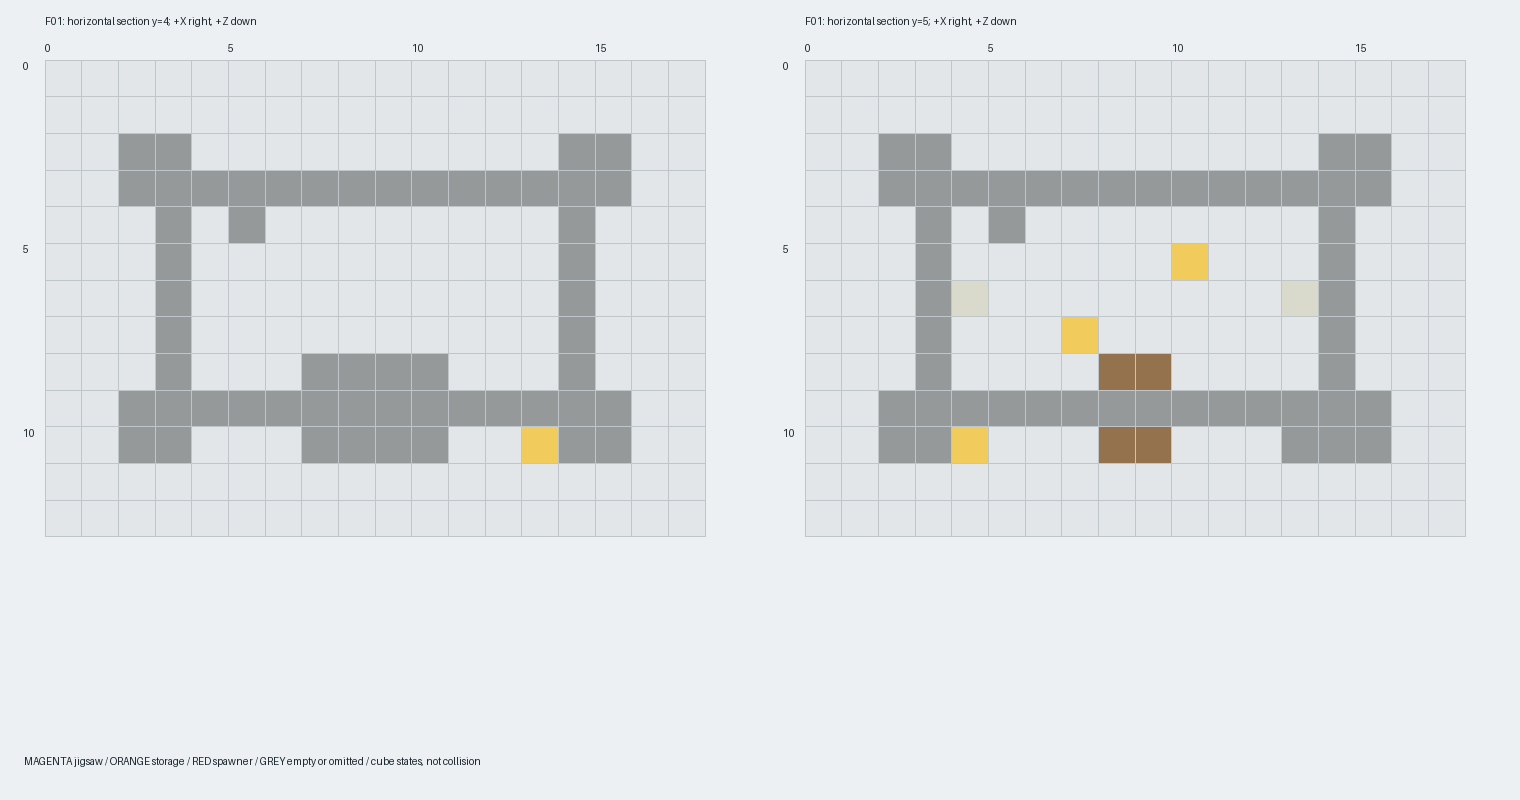 F01: horizontal section y=4; +X right, +Z down
F01: horizontal section y=5; +X right, +Z down
0 5 10 15
0 5 10 15
0
0
5
5
10
10
MAGENTA jigsaw / ORANGE storage / RED spawner / GREY empty or omitted / cube states, not collision